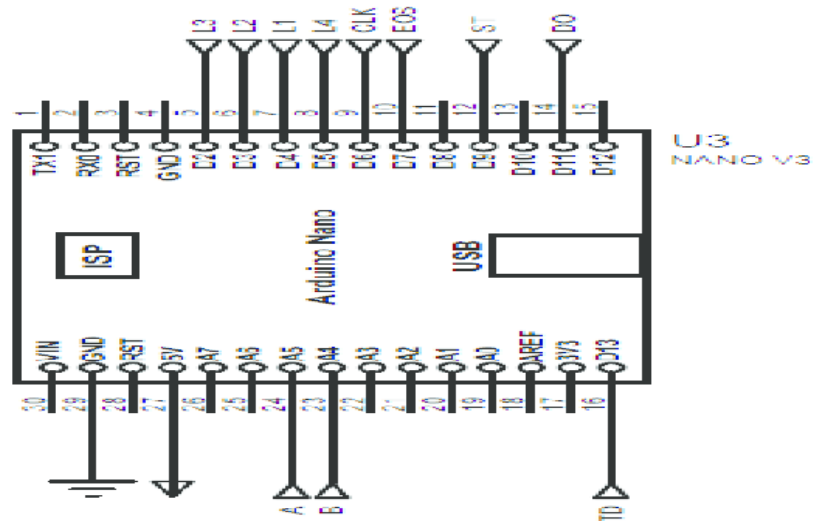 L3 L2 L1 L4 CLK EOS ST DO
1 2 3 4 5 6 7 8 9 10 11 12 13 14 15
TX1 RX0 RST GND D2 D3 D4 D5 D6 D7 D8 D9 D10 D11 D12
U3
NANO V3
ISP
Arduino Nano
USB
VIN GND RST 5V A7 A6 A5 A4 A3 A2 A1 A0 AREF 3V3 D13
30 29 28 27 26 25 24 23 22 21 20 19 18 17 16
A B TD